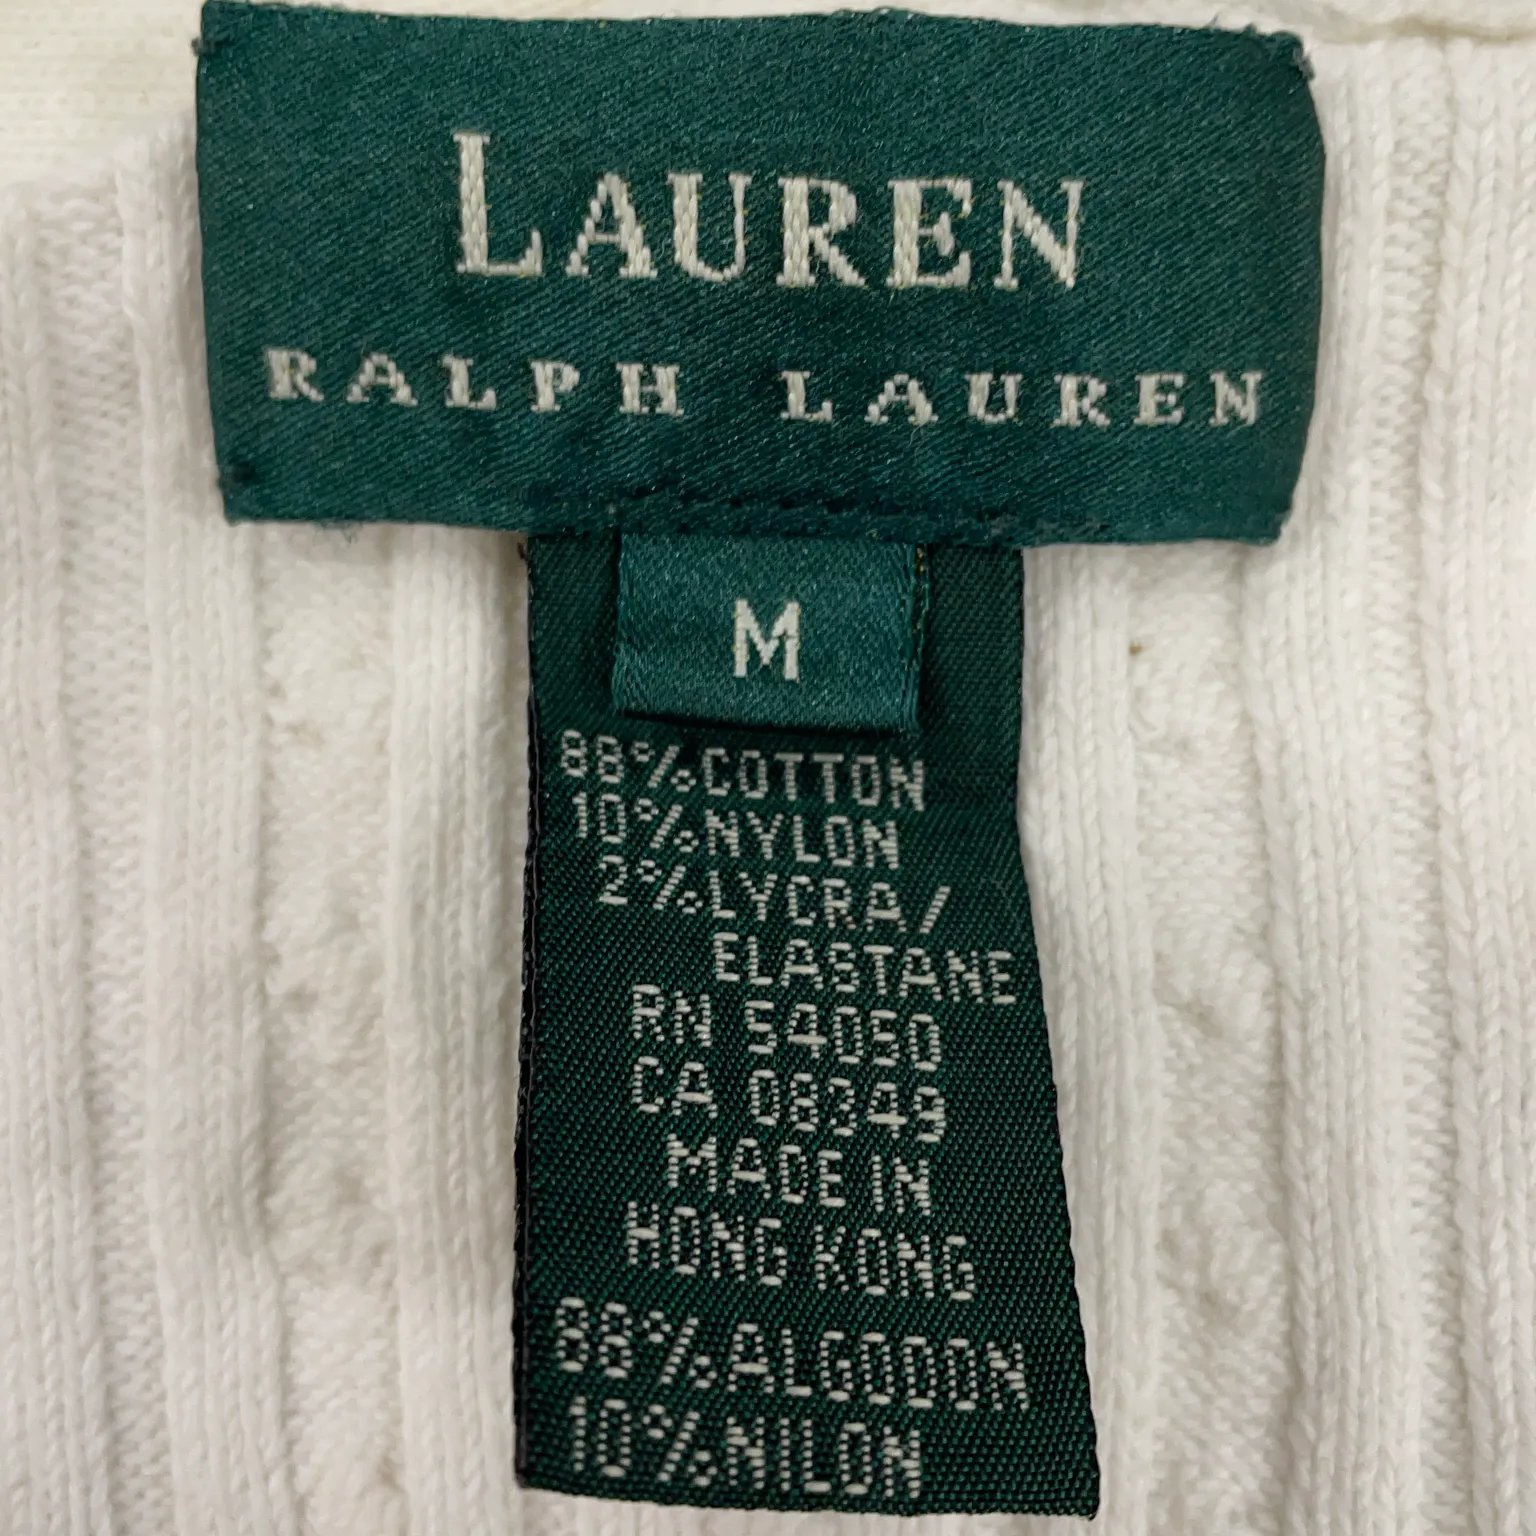 LAUREN
RALPH LAUREN
M
88%COTTON
10%NYLON
2%LYCRA/
ELASTANE
RN 54050
CA 06349
MADE IN
HONG KONG
88%ALGODON
10%NILON